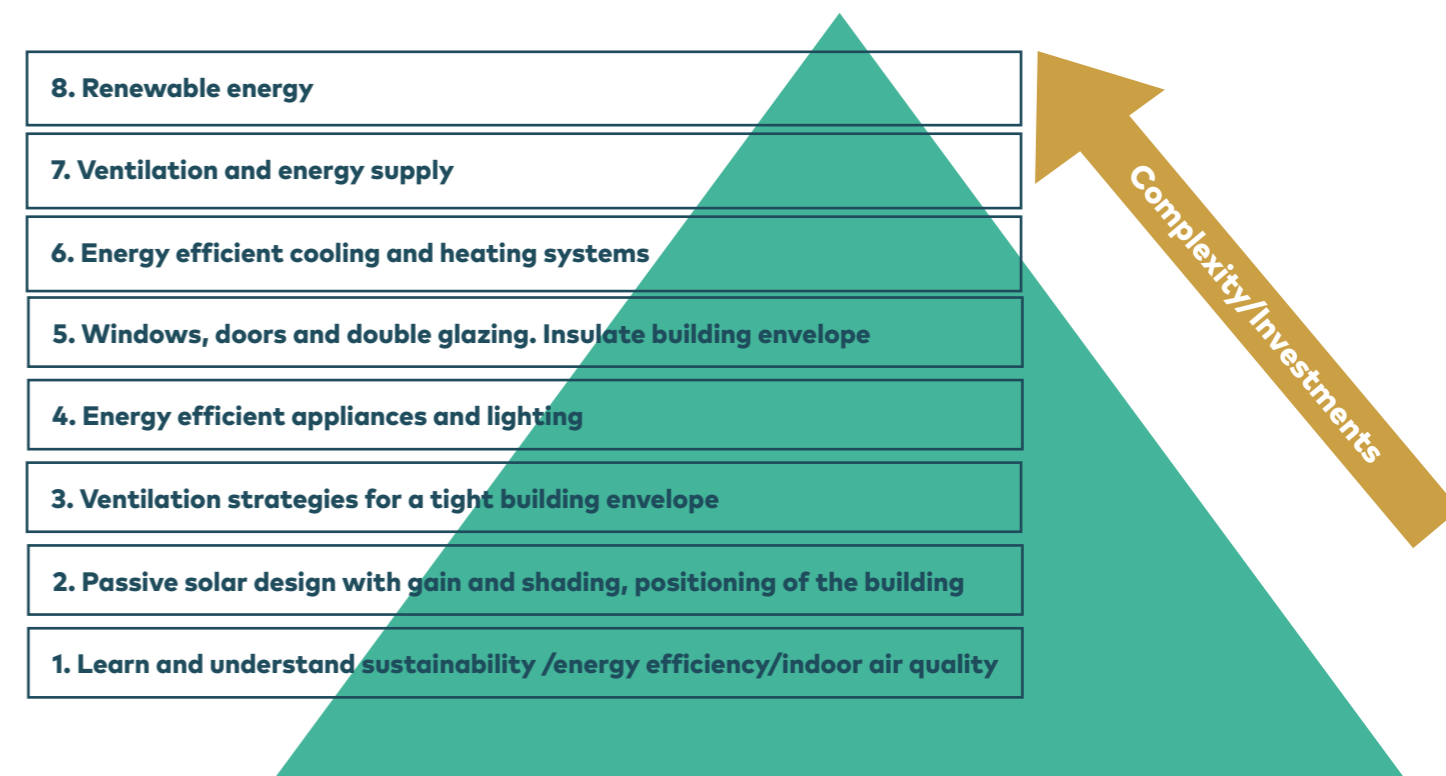 8. Renewable energy
7. Ventilation and energy supply
6. Energy efficient cooling and heating systems
5. Windows, doors and double glazing. Insulate building envelope
4. Energy efficient appliances and lighting
3. Ventilation strategies for a tight building envelope
2. Passive solar design with gain and shading, positioning of the building
1. Learn and understand sustainability /energy efficiency/indoor air quality
Complexity/Investments